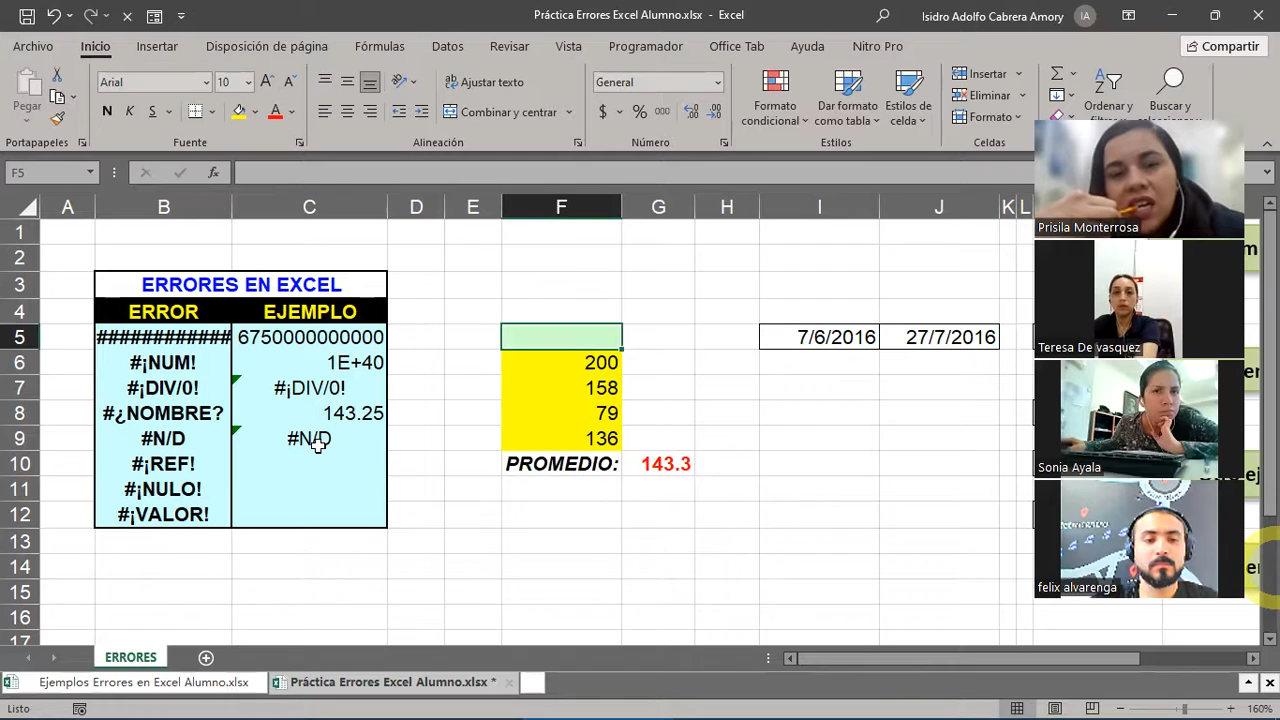 Práctica Errores Excel Alumno.xlsx - Excel
Isidro Adolfo Cabrera Amory
IA
Archivo Inicio Insertar Disposición de página Fórmulas Datos Revisar Vista Programador Office Tab Ayuda Nitro Pro
Compartir
Pegar
Arial 10
N K S
Ajustar texto
Combinar y centrar
General
$ % 000
Formato condicional
Dar formato como tabla
Estilos de celda
Insertar
Eliminar
Formato
Ordenar y
Buscar y
Portapapeles Fuente Alineación Número Estilos Celdas
F5
fx
A B C D E F G H I J K L
1
2
3 ERRORES EN EXCEL
4 ERROR EJEMPLO
5 ############ 6750000000000 7/6/2016 27/7/2016
6 #¡NUM! 1E+40 200
7 #¡DIV/0! #¡DIV/0! 158
8 #¿NOMBRE? 143.25 79
9 #N/D #N/D 136
10 #¡REF! PROMEDIO: 143.3
11 #¡NULO!
12 #¡VALOR!
13
14
15
16
17
Prisila Monterrosa
Teresa De vasquez
Sonia Ayala
felix alvarenga
ERRORES
Ejemplos Errores en Excel Alumno.xlsx
Práctica Errores Excel Alumno.xlsx *
Listo
160%